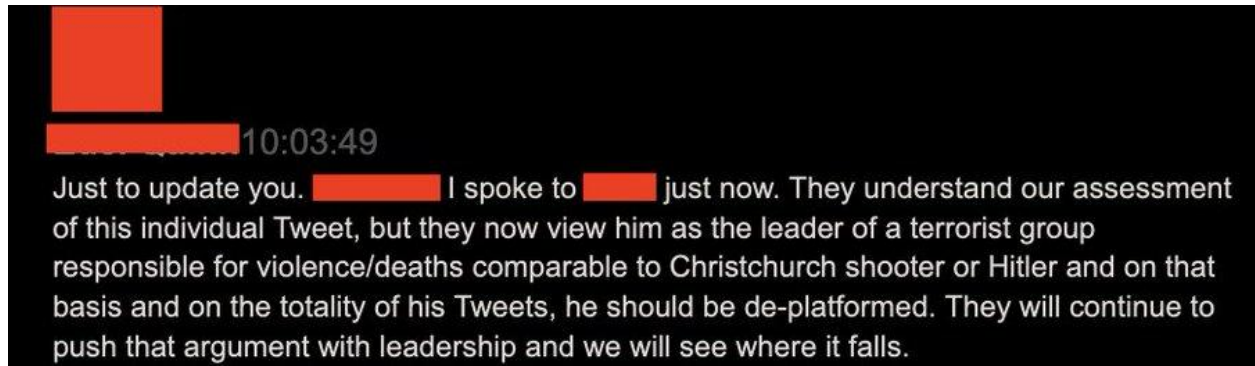 10:03:49
Just to update you. I spoke to just now. They understand our assessment
of this individual Tweet, but they now view him as the leader of a terrorist group
responsible for violence/deaths comparable to Christchurch shooter or Hitler and on that
basis and on the totality of his Tweets, he should be de-platformed. They will continue to
push that argument with leadership and we will see where it falls.